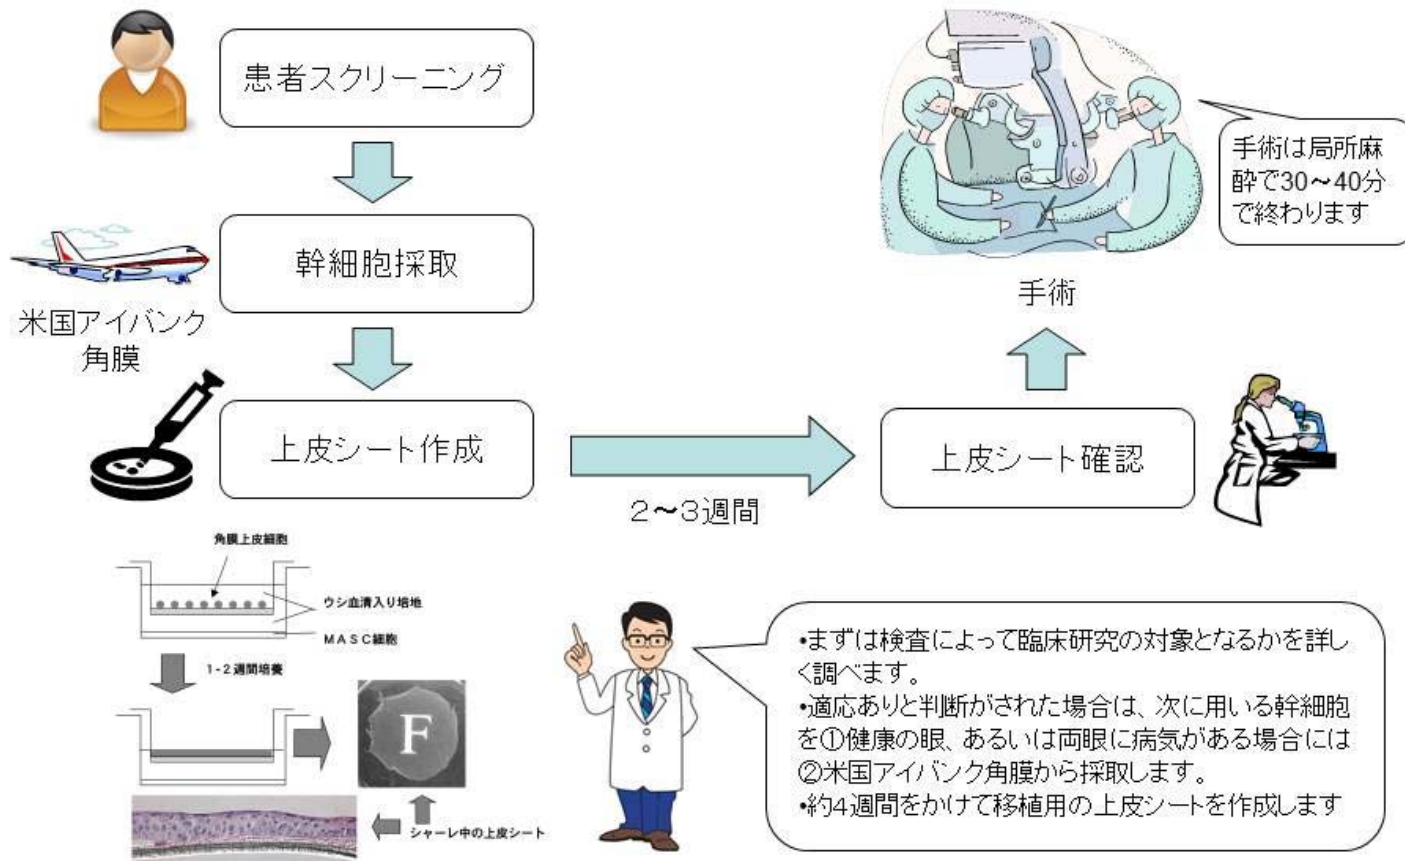 患者スクリーニング
幹細胞採取
米国アイバンク
角膜
上皮シート作成
2～3週間
上皮シート確認
手術
手術は局所麻
酔で30～40分
で終わります
角膜上皮細胞
ウシ血清入り培地
MASC細胞
1-2週間培養
F
シャーレ中の上皮シート
•まずは検査によって臨床研究の対象となるかを詳し
く調べます。
•適応ありと判断がされた場合は、次に用いる幹細胞
を①健康の眼、あるいは両眼に病気がある場合には
②米国アイバンク角膜から採取します。
•約4週間をかけて移植用の上皮シートを作成します